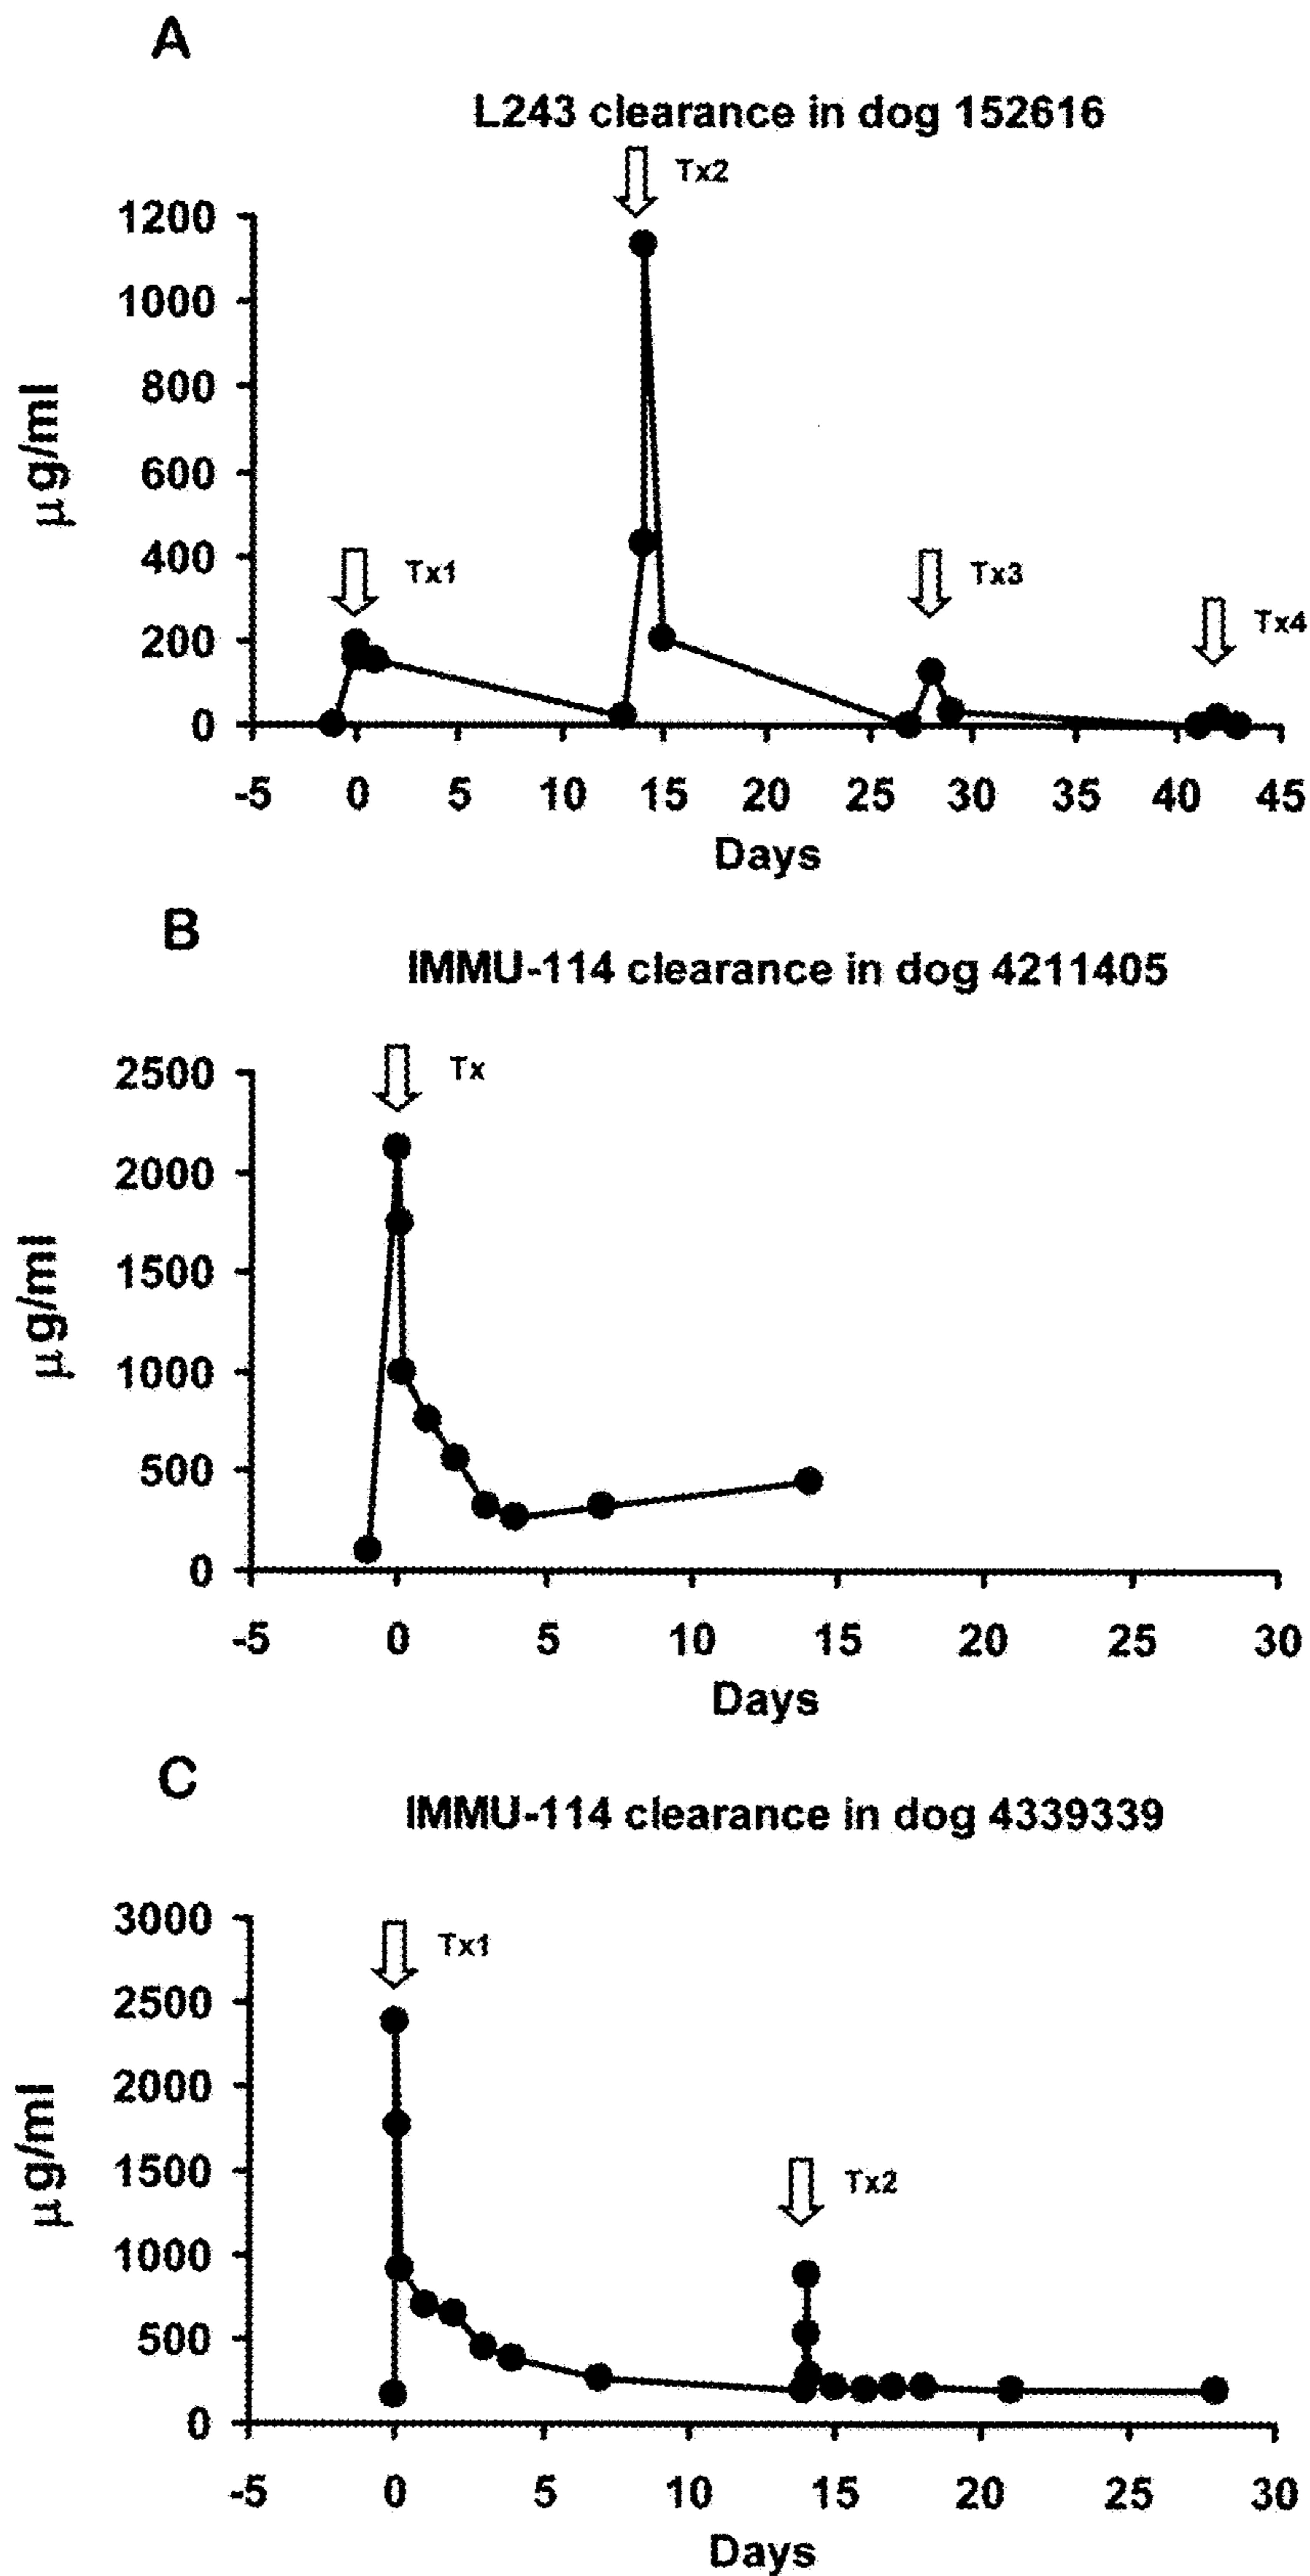 A
L243 clearance in dog 152616
Tx2
1200
1000
800
600
400
200
0
µg/ml
Tx1
Tx3
Tx4
-5 0 5 10 15 20 25 30 35 40 45
Days
B
IMMU-114 clearance in dog 4211405
Tx
2500
2000
1500
1000
500
0
µg/ml
-5 0 5 10 15 20 25 30
Days
C
IMMU-114 clearance in dog 4339339
Tx1
3000
2500
2000
1500
1000
500
0
µg/ml
Tx2
-5 0 5 10 15 20 25 30
Days